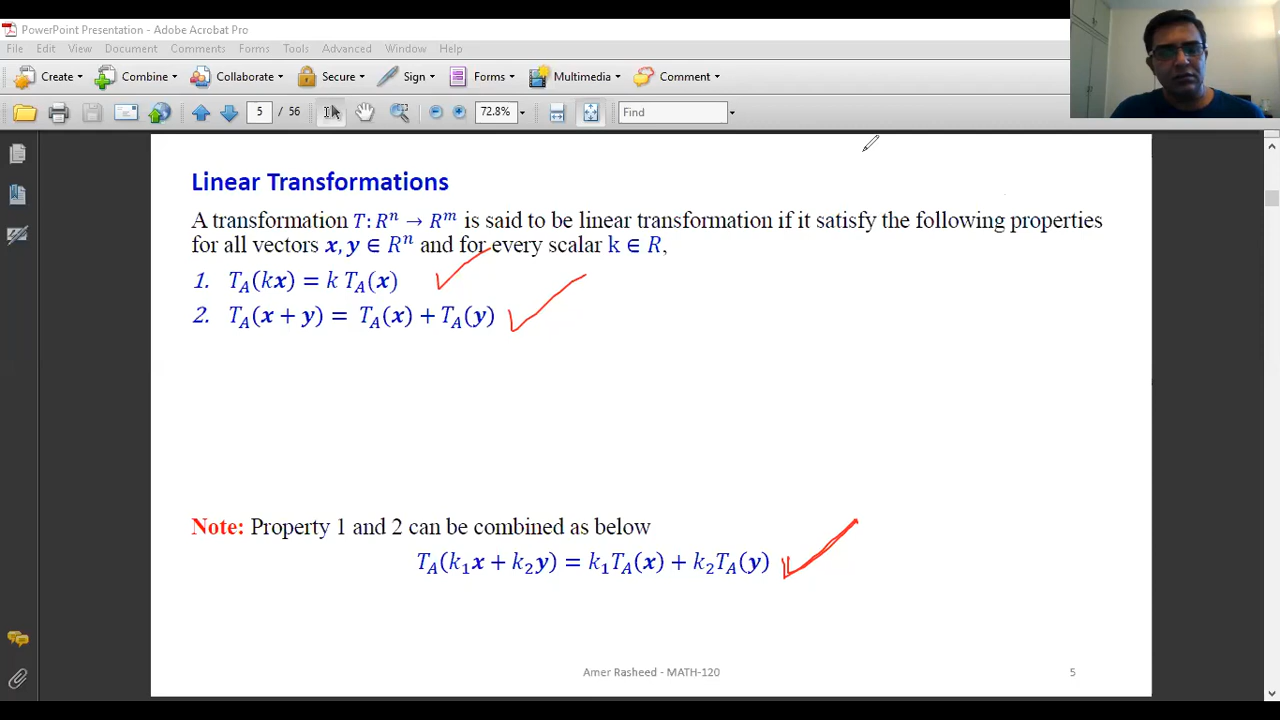 PowerPoint Presentation - Adobe Acrobat Pro
File Edit View Document Comments Forms Tools Advanced Window Help
Create Combine Collaborate Secure Sign Forms Multimedia Comment
5 / 56 72.8% Find
Linear Transformations
A transformation T: Rⁿ → Rᵐ is said to be linear transformation if it satisfy the following properties
for all vectors x, y ∈ Rⁿ and for every scalar k ∈ R,
1. T_A(kx) = k T_A(x)
2. T_A(x + y) = T_A(x) + T_A(y)
Note: Property 1 and 2 can be combined as below
T_A(k₁x + k₂y) = k₁T_A(x) + k₂T_A(y)
Amer Rasheed - MATH-120
5